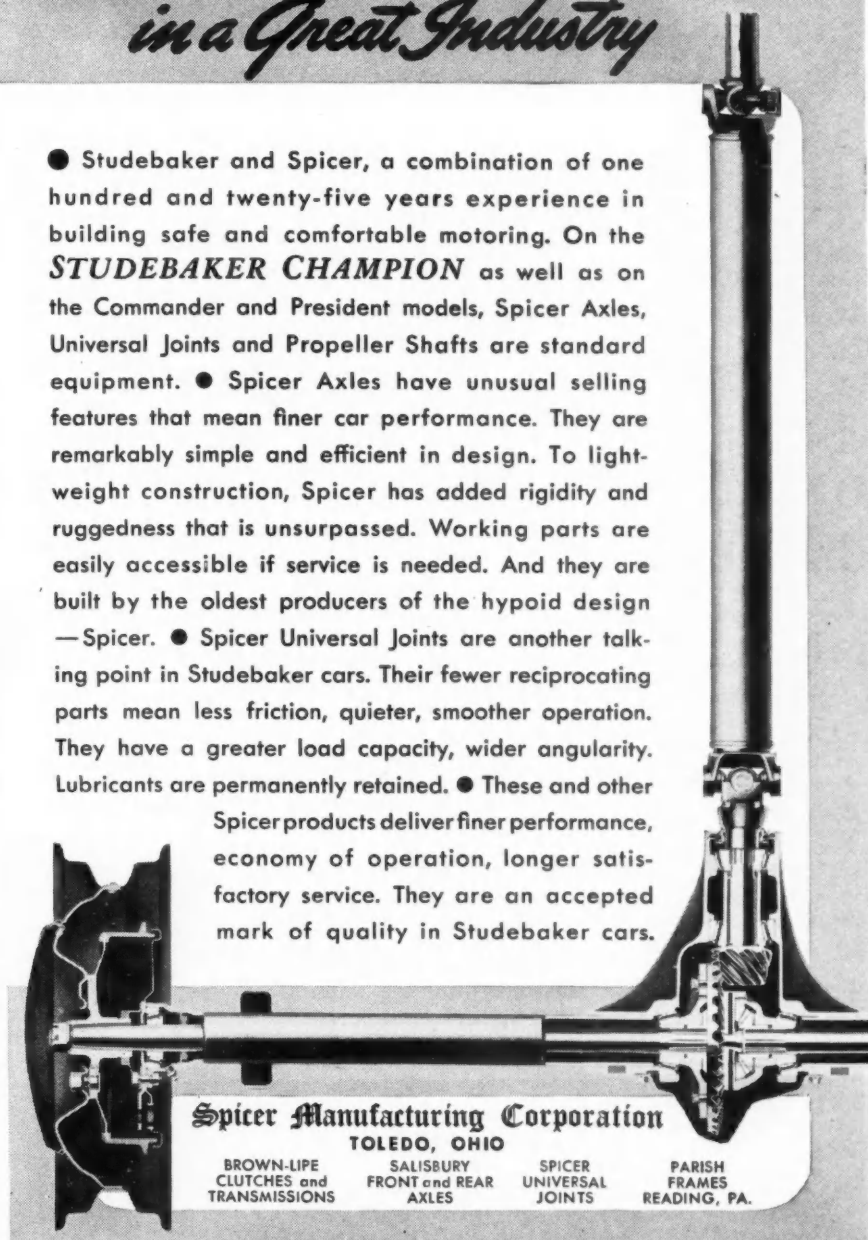 in a Great Industry
● Studebaker and Spicer, a combination of one
hundred and twenty-five years experience in
building safe and comfortable motoring. On the
STUDEBAKER CHAMPION as well as on
the Commander and President models, Spicer Axles,
Universal Joints and Propeller Shafts are standard
equipment. ● Spicer Axles have unusual selling
features that mean finer car performance. They are
remarkably simple and efficient in design. To light-
weight construction, Spicer has added rigidity and
ruggedness that is unsurpassed. Working parts are
easily accessible if service is needed. And they are
built by the oldest producers of the hypoid design
—Spicer. ● Spicer Universal Joints are another talk-
ing point in Studebaker cars. Their fewer reciprocating
parts mean less friction, quieter, smoother operation.
They have a greater load capacity, wider angularity.
Lubricants are permanently retained. ● These and other
Spicer products deliver finer performance,
economy of operation, longer satis-
factory service. They are an accepted
mark of quality in Studebaker cars.
Spicer Manufacturing Corporation
TOLEDO, OHIO
BROWN-LIPE
CLUTCHES and
TRANSMISSIONS
SALISBURY
FRONT and REAR
AXLES
SPICER
UNIVERSAL
JOINTS
PARISH
FRAMES
READING, PA.